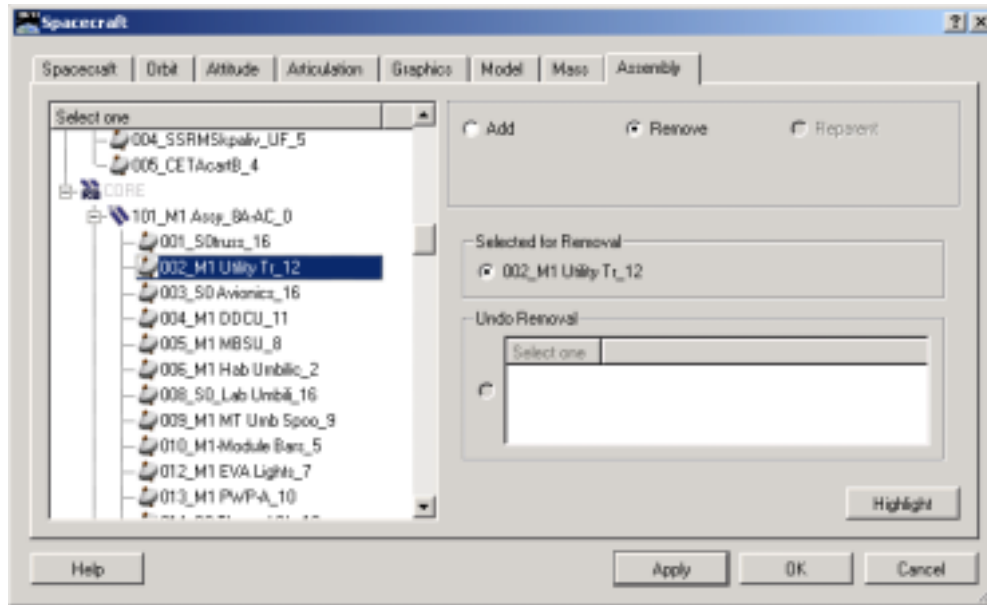 Spacecraft
Spacecraft Orbit Attitude Articulation Graphics Model Mass Assembly
Select one
004_SSRMSkpaliv_UF_5
005_CETAcartB_4
CORE
101_M1 Assy_8A-AC_0
001_S0truss_16
002_M1 Utility Tr_12
003_S0 Avionics_16
004_M1 DDCU_11
005_M1 MBSU_8
006_M1 Hab Umbilic_2
008_S0_Lab Umbili_16
009_M1 MT Umb Spoo_9
010_M1-Module Bars_5
012_M1 EVA Lights_7
013_M1 PWP-A_10
Add Remove Reparent
Selected for Removal
002_M1 Utility Tr_12
Undo Removal
Select one
Highlight
Help Apply OK Cancel